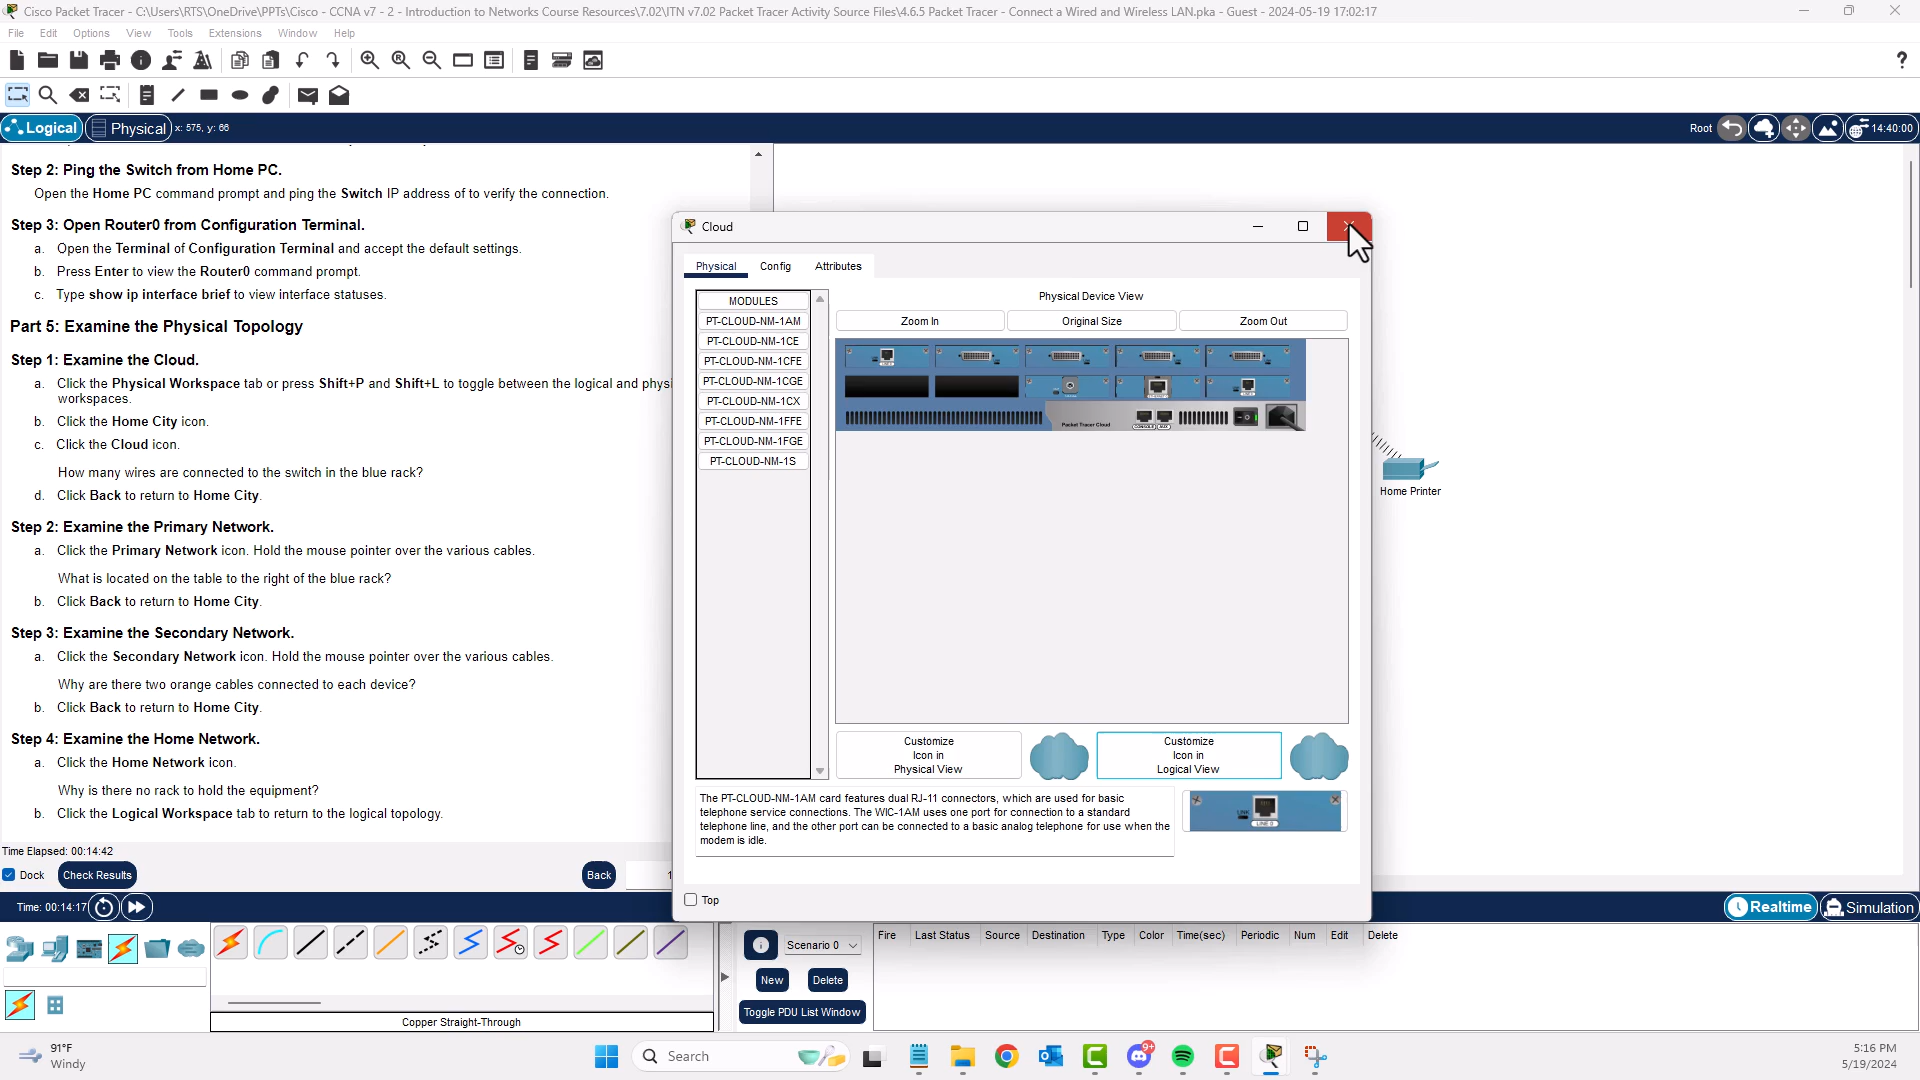 Cisco Packet Tracer - C:\Users\RTS\OneDrive\PPTs\Cisco - CCNA v7 - 2 - Introduction to Networks Course Resources\7.02\ITN v7.02 Packet Tracer Activity Source Files\4.6.5 Packet Tracer - Connect a Wired and Wireless LAN.pka - Guest - 2024-05-19 17:02:17
File Edit Options View Tools Extensions Window Help
Logical Physical x: 575, y: 66 Root 14:40:00
Step 2: Ping the Switch from Home PC.
Open the Home PC command prompt and ping the Switch IP address of to verify the connection.
Step 3: Open Router0 from Configuration Terminal.
a. Open the Terminal of Configuration Terminal and accept the default settings.
b. Press Enter to view the Router0 command prompt.
c. Type show ip interface brief to view interface statuses.
Part 5: Examine the Physical Topology
Step 1: Examine the Cloud.
a. Click the Physical Workspace tab or press Shift+P and Shift+L to toggle between the logical and physi
workspaces.
b. Click the Home City icon.
c. Click the Cloud icon.
How many wires are connected to the switch in the blue rack?
d. Click Back to return to Home City.
Step 2: Examine the Primary Network.
a. Click the Primary Network icon. Hold the mouse pointer over the various cables.
What is located on the table to the right of the blue rack?
b. Click Back to return to Home City.
Step 3: Examine the Secondary Network.
a. Click the Secondary Network icon. Hold the mouse pointer over the various cables.
Why are there two orange cables connected to each device?
b. Click Back to return to Home City.
Step 4: Examine the Home Network.
a. Click the Home Network icon.
Why is there no rack to hold the equipment?
b. Click the Logical Workspace tab to return to the logical topology.
Time Elapsed: 00:14:42
Dock Check Results Back 1
Cloud
Physical Config Attributes
MODULES
PT-CLOUD-NM-1AM
PT-CLOUD-NM-1CE
PT-CLOUD-NM-1CFE
PT-CLOUD-NM-1CGE
PT-CLOUD-NM-1CX
PT-CLOUD-NM-1FFE
PT-CLOUD-NM-1FGE
PT-CLOUD-NM-1S
Physical Device View
Zoom In Original Size Zoom Out
Packet Tracer Cloud CONSOLE AUX
Customize
Icon in
Physical View
Customize
Icon in
Logical View
The PT-CLOUD-NM-1AM card features dual RJ-11 connectors, which are used for basic
telephone service connections. The WIC-1AM uses one port for connection to a standard
telephone line, and the other port can be connected to a basic analog telephone for use when the
modem is idle.
LINK LINE 0
Top
Home Printer
Time: 00:14:17 Realtime Simulation
Copper Straight-Through
Scenario 0
New Delete
Toggle PDU List Window
Fire Last Status Source Destination Type Color Time(sec) Periodic Num Edit Delete
91°F
Windy
Search
9+
5:16 PM
5/19/2024